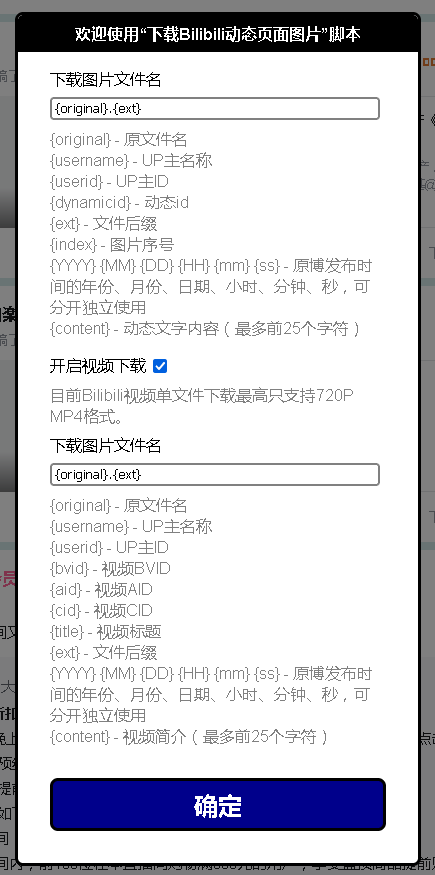 欢迎使用“下载Bilibili动态页面图片”脚本
下载图片文件名
{original}.{ext}
{original} - 原文件名
{username} - UP主名称
{userid} - UP主ID
{dynamicid} - 动态id
{ext} - 文件后缀
{index} - 图片序号
{YYYY} {MM} {DD} {HH} {mm} {ss} - 原博发布时
间的年份、月份、日期、小时、分钟、秒，可
分开独立使用
{content} - 动态文字内容（最多前25个字符）
开启视频下载
目前Bilibili视频单文件下载最高只支持720P
MP4格式。
下载图片文件名
{original}.{ext}
{original} - 原文件名
{username} - UP主名称
{userid} - UP主ID
{bvid} - 视频BVID
{aid} - 视频AID
{cid} - 视频CID
{title} - 视频标题
{ext} - 文件后缀
{YYYY} {MM} {DD} {HH} {mm} {ss} - 原博发布时
间的年份、月份、日期、小时、分钟、秒，可
分开独立使用
{content} - 视频简介（最多前25个字符）
确定